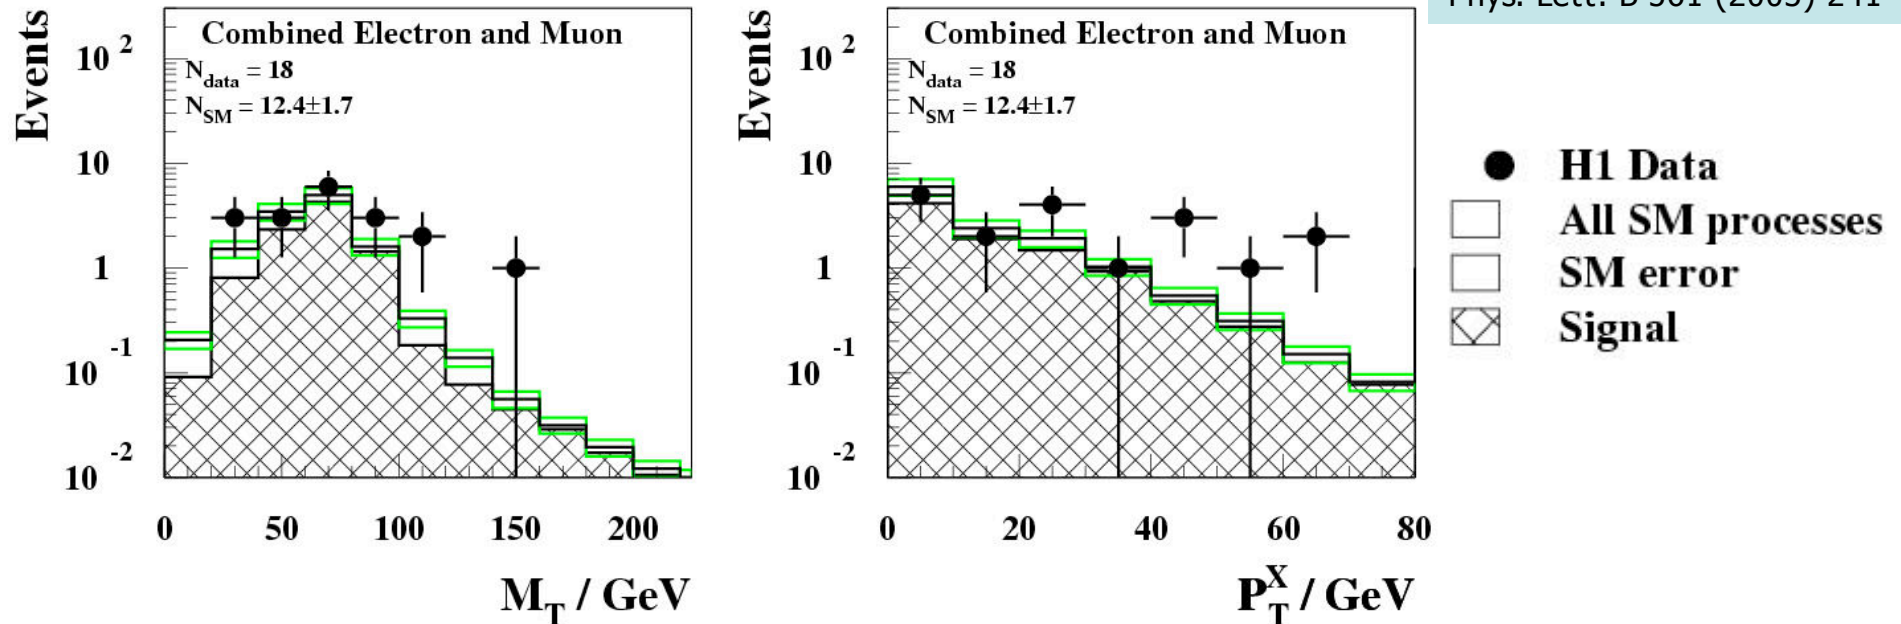 Phys. Lett. B 561 (2003) 241
Events
Combined Electron and Muon
N_data = 18
N_SM = 12.4±1.7
10^2
10
1
10^-1
10^-2
0 50 100 150 200
M_T / GeV
Events
Combined Electron and Muon
N_data = 18
N_SM = 12.4±1.7
10^2
10
1
10^-1
10^-2
0 20 40 60 80
P_T^X / GeV
H1 Data
All SM processes
SM error
Signal